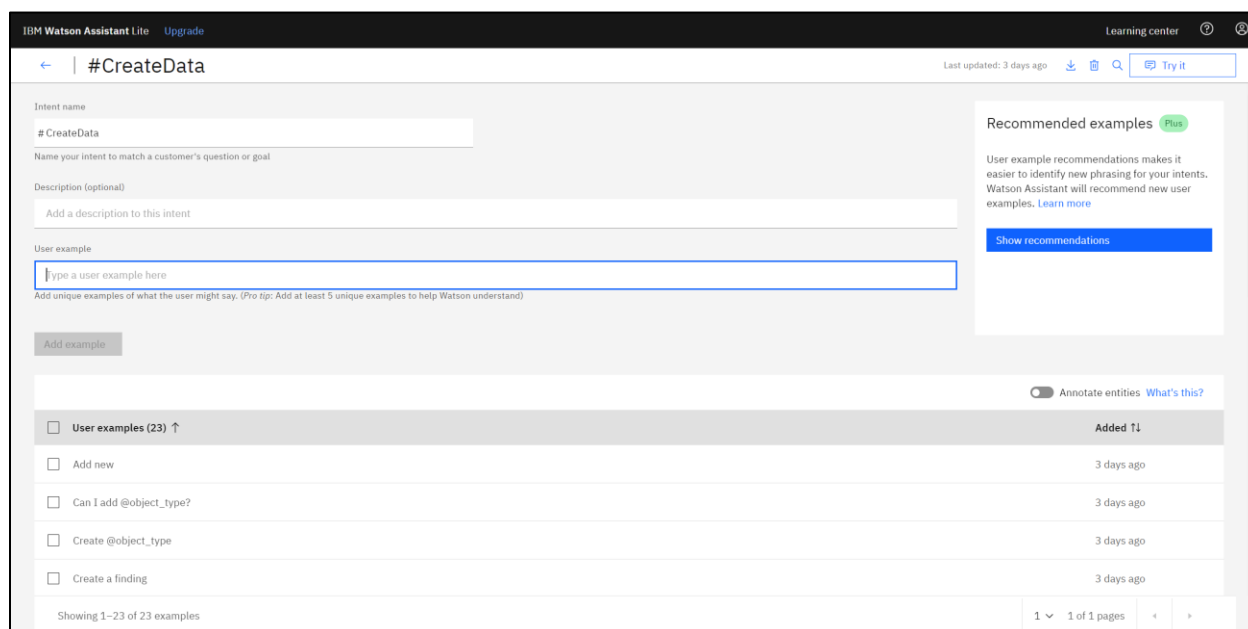 IBM Watson Assistant Lite Upgrade Learning center
#CreateData Last updated: 3 days ago Try it
Intent name
#CreateData
Name your intent to match a customer's question or goal
Description (optional)
Add a description to this intent
User example
Type a user example here
Add unique examples of what the user might say. (Pro tip: Add at least 5 unique examples to help Watson understand)
Add example
Recommended examples Plus
User example recommendations makes it
easier to identify new phrasing for your intents.
Watson Assistant will recommend new user
examples. Learn more
Show recommendations
Annotate entities What's this?
User examples (23) ↑ Added ↑↓
Add new 3 days ago
Can I add @object_type? 3 days ago
Create @object_type 3 days ago
Create a finding 3 days ago
Showing 1–23 of 23 examples 1 1 of 1 pages